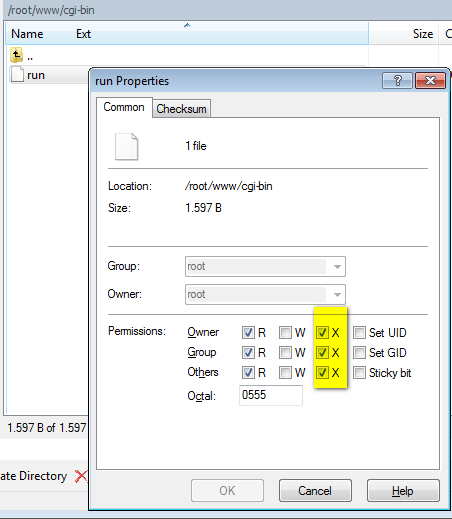 /root/www/cgi-bin
Name Ext Size C
..
run
run Properties
Common Checksum
1 file
Location: /root/www/cgi-bin
Size: 1.597 B
Group: root
Owner: root
Permissions: Owner R W X Set UID
Group R W X Set GID
Others R W X Sticky bit
Octal: 0555
1.597 B of 1.597
ate Directory
OK Cancel Help